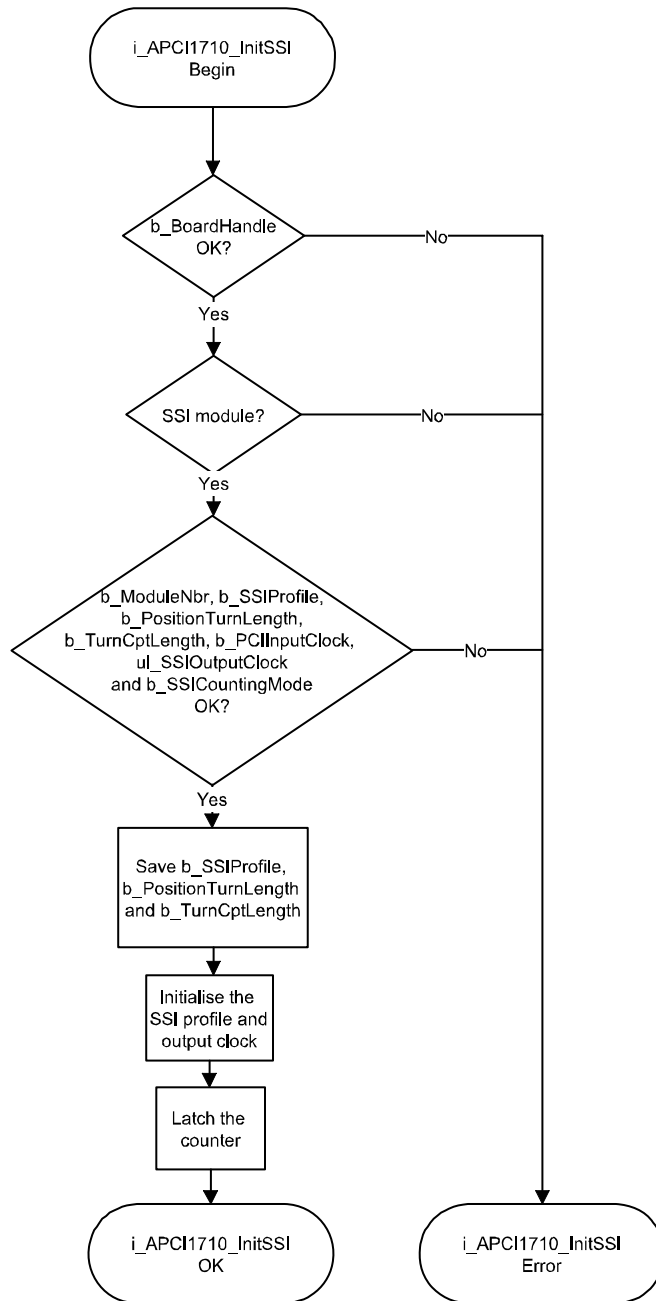 i_APCI1710_InitSSI
Begin
b_BoardHandle
OK?
No
Yes
SSI module?
No
Yes
b_ModuleNbr, b_SSIProfile,
b_PositionTurnLength,
b_TurnCptLength, b_PCIInputClock,
ul_SSIOutputClock
and b_SSICountingMode
OK?
No
Yes
Save b_SSIProfile,
b_PositionTurnLength
and b_TurnCptLength
Initialise the
SSI profile and
output clock
Latch the
counter
i_APCI1710_InitSSI
OK
i_APCI1710_InitSSI
Error